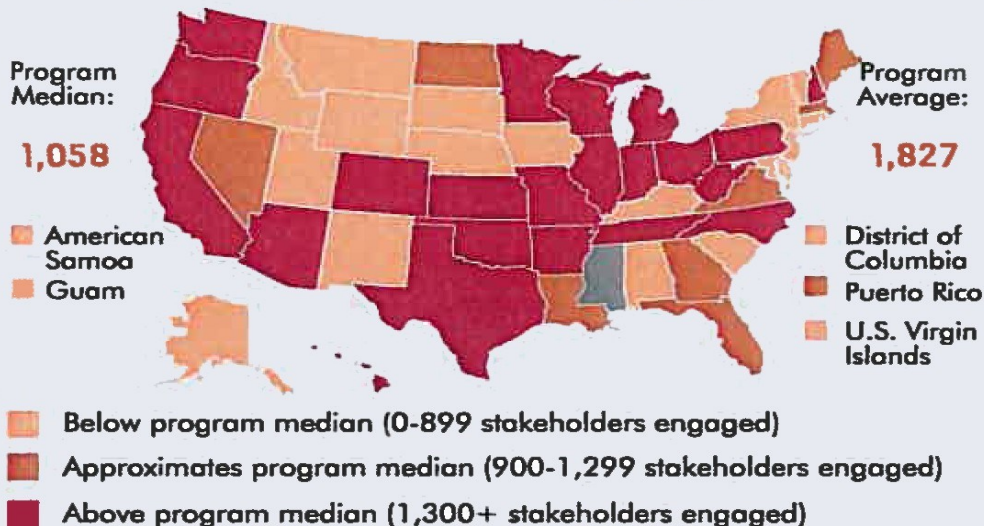 Program
Median:
1,058
American
Samoa
Guam
Program
Average:
1,827
District of
Columbia
Puerto Rico
U.S. Virgin
Islands
Below program median (0-899 stakeholders engaged)
Approximates program median (900-1,299 stakeholders engaged)
Above program median (1,300+ stakeholders engaged)